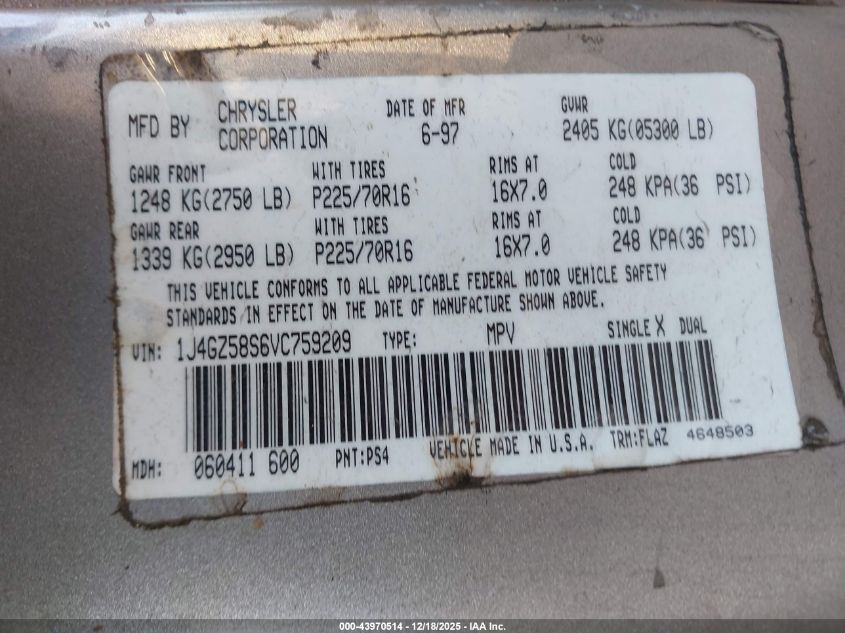 MFD BY CHRYSLER CORPORATION DATE OF MFR 6-97 GVWR 2405 KG(05300 LB)
GAWR FRONT WITH TIRES RIMS AT COLD
1248 KG(2750 LB) P225/70R16 16X7.0 248 KPA(36 PSI)
GAWR REAR WITH TIRES RIMS AT COLD
1339 KG(2950 LB) P225/70R16 16X7.0 248 KPA(36 PSI)
THIS VEHICLE CONFORMS TO ALL APPLICABLE FEDERAL MOTOR VEHICLE SAFETY
STANDARDS IN EFFECT ON THE DATE OF MANUFACTURE SHOWN ABOVE.
VIN: 1J4GZ58S6VC759209 TYPE: MPV SINGLE X DUAL
MDH: 060411 600 PNT:PS4 VEHICLE MADE IN U.S.A. TRM:FLAZ 4648503
000-43970514 - 12/18/2025 - IAA Inc.